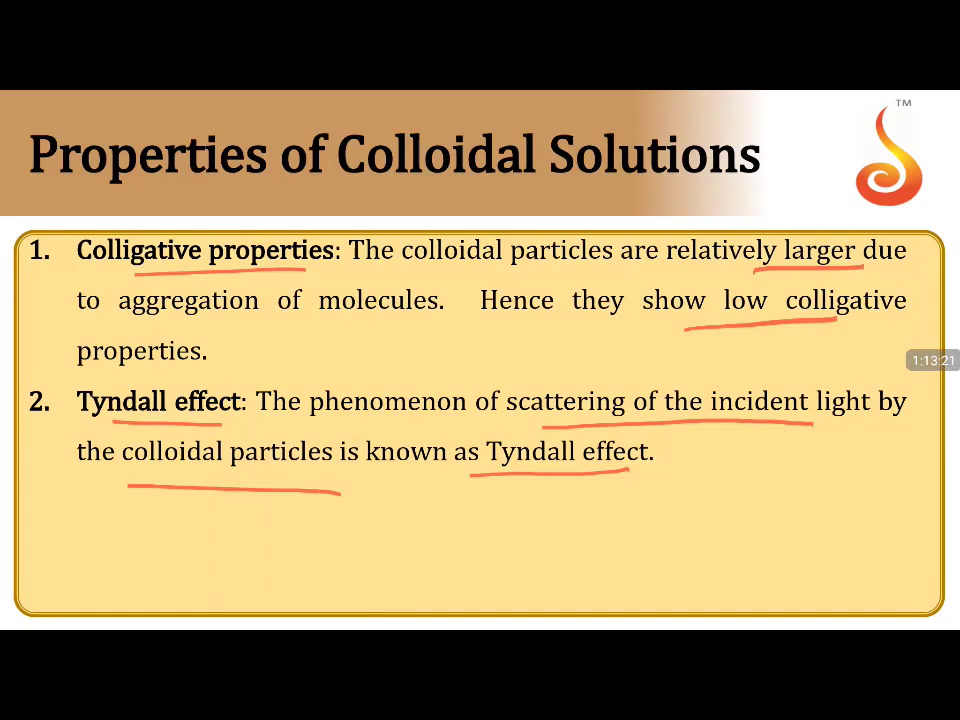 TM
Properties of Colloidal Solutions
1. Colligative properties: The colloidal particles are relatively larger due
to aggregation of molecules. Hence they show low colligative
properties.
1:13:21
2. Tyndall effect: The phenomenon of scattering of the incident light by
the colloidal particles is known as Tyndall effect.